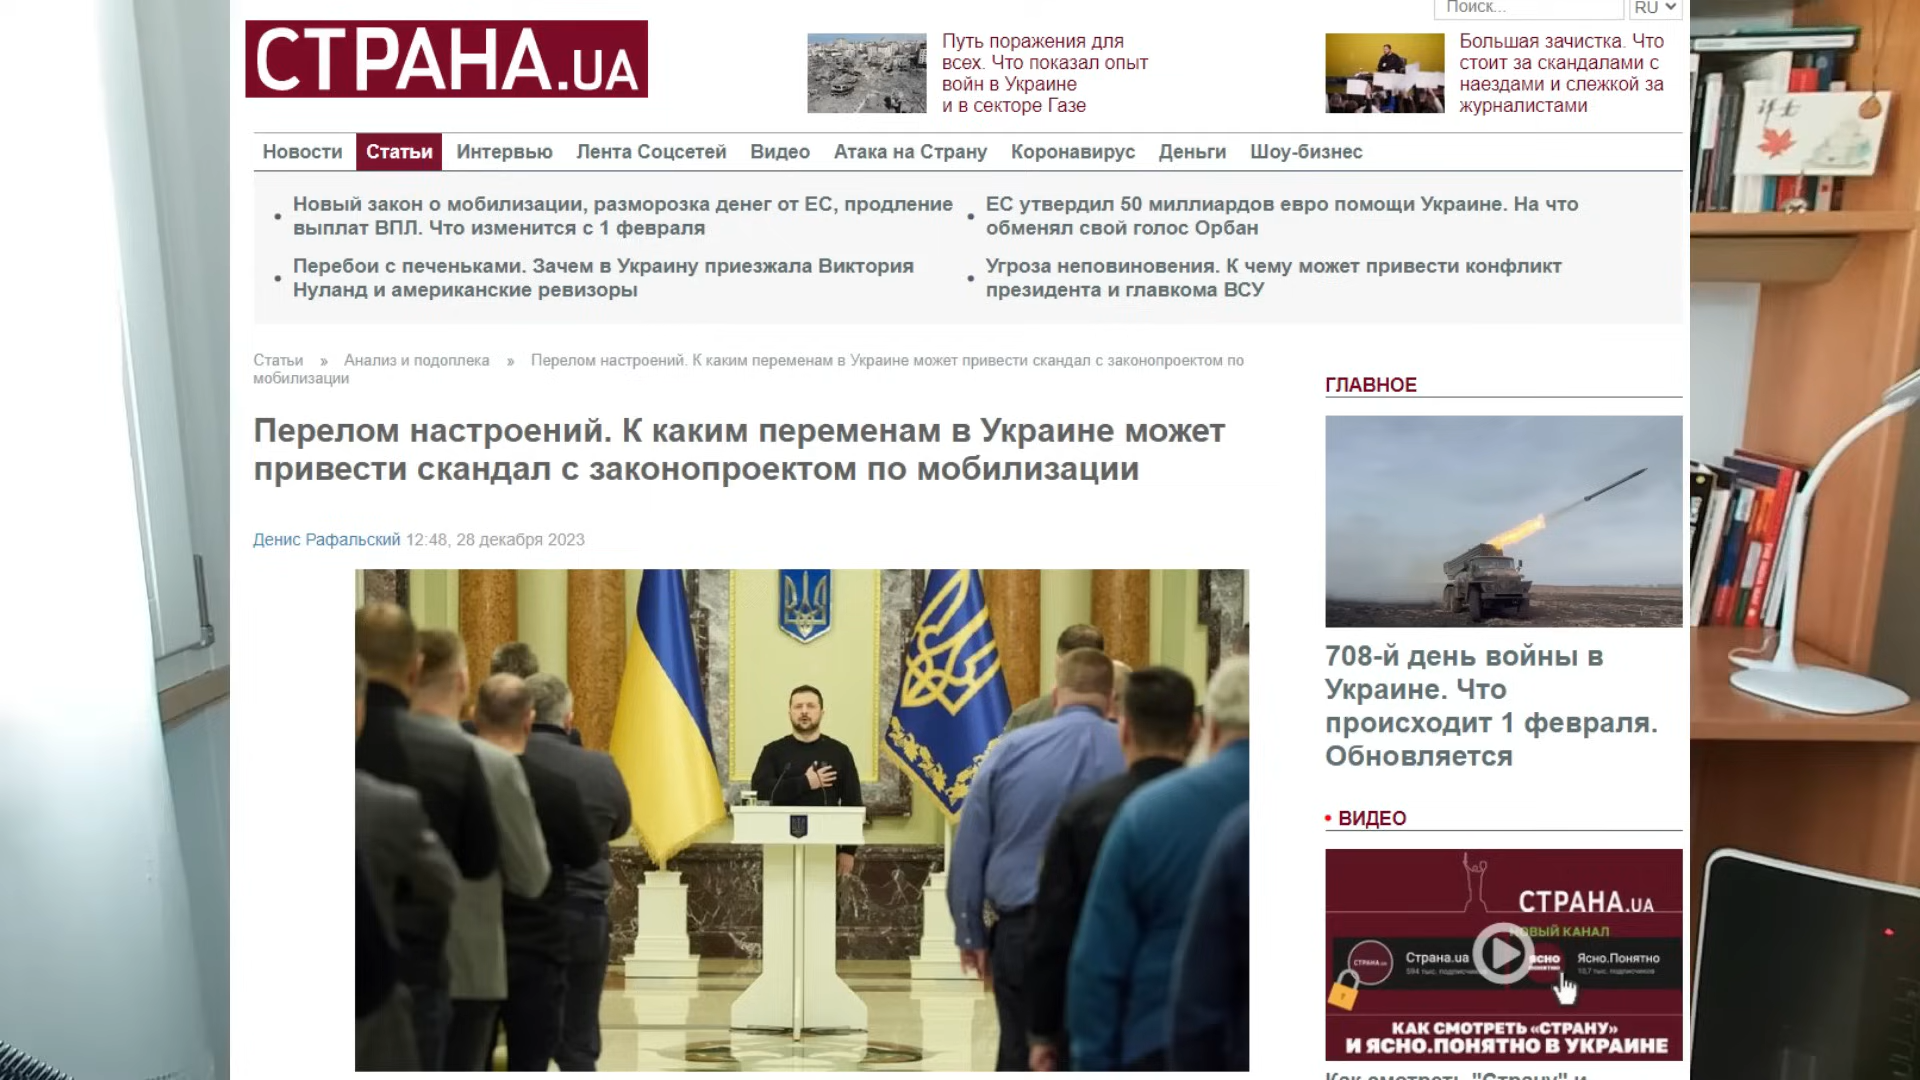 Поиск...
RU
СТРАНА.UA
Путь поражения для
всех. Что показал опыт
войн в Украине
и в секторе Газе
Большая зачистка. Что
стоит за скандалами с
наездами и слежкой за
журналистами
Новости Статьи Интервью Лента Соцсетей Видео Атака на Страну Коронавирус Деньги Шоу-бизнес
Новый закон о мобилизации, разморозка денег от ЕС, продление
выплат ВПЛ. Что изменится с 1 февраля
ЕС утвердил 50 миллиардов евро помощи Украине. На что
обменял свой голос Орбан
Перебои с печеньками. Зачем в Украину приезжала Виктория
Нуланд и американские ревизоры
Угроза неповиновения. К чему может привести конфликт
президента и главкома ВСУ
Статьи » Анализ и подоплека » Перелом настроений. К каким переменам в Украине может привести скандал с законопроектом по
мобилизации
Перелом настроений. К каким переменам в Украине может
привести скандал с законопроектом по мобилизации
Денис Рафальский 12:48, 28 декабря 2023
ГЛАВНОЕ
708-й день войны в
Украине. Что
происходит 1 февраля.
Обновляется
• ВИДЕО
СТРАНА.UA
НОВЫЙ КАНАЛ
Страна.ua
ЯСНО
Ясно.Понятно
КАК СМОТРЕТЬ «СТРАНУ»
И ЯСНО.ПОНЯТНО В УКРАИНЕ
Как смотреть "Страну" и